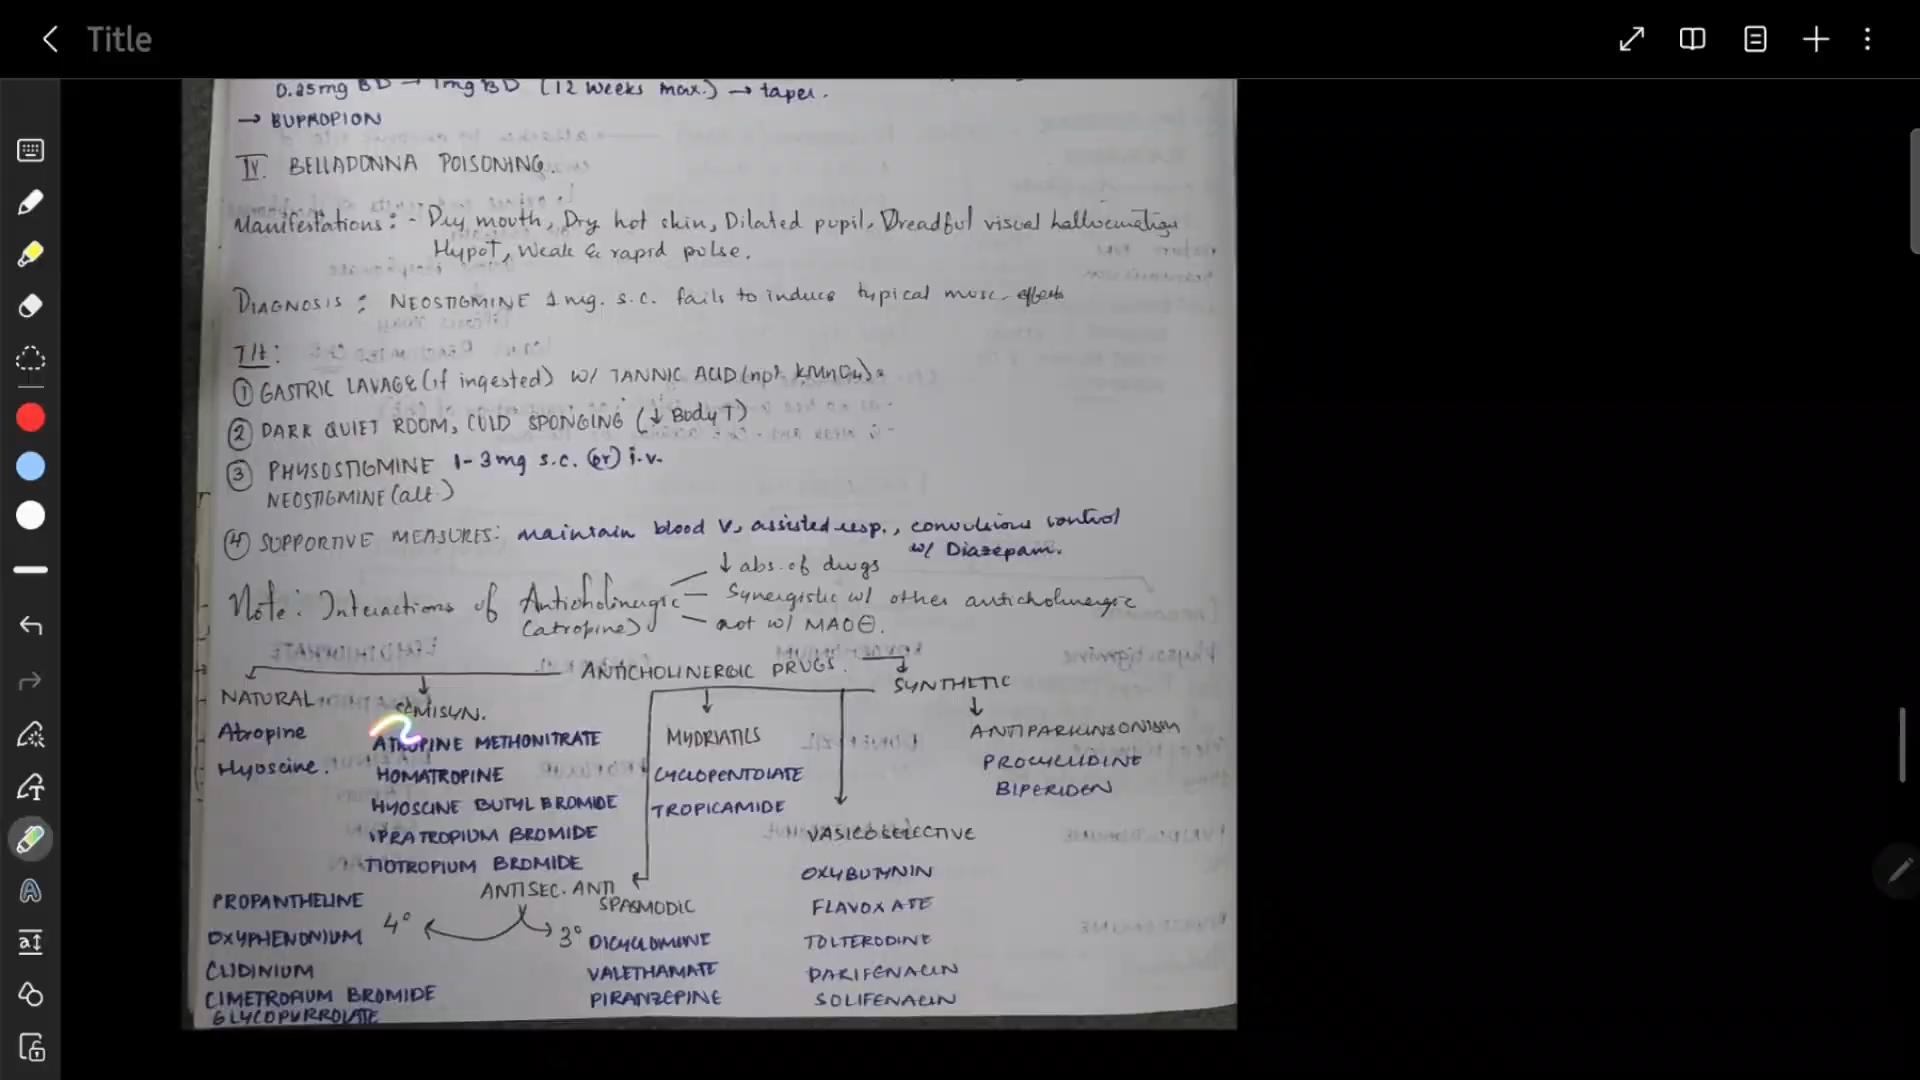 Title
0.25mg BD → 1mg BD (12 weeks max.) → taper.
→ BUPROPION
IV. BELLADONNA POISONING.
Manifestations: - Dry mouth, Dry hot skin, Dilated pupil, Dreadful visual hallucination
Hypot, Weak & rapid pulse.
DIAGNOSIS : NEOSTIGMINE 1 mg. s.c. fails to induce typical musc. effects
T/t:
① GASTRIC LAVAGE (if ingested) w/ TANNIC ACID (not KMnO4).
② DARK QUIET ROOM, COLD SPONGING (↓ Body T)
③ PHYSOSTIGMINE 1-3mg s.c. (or) i.v.
NEOSTIGMINE (alt.)
④ SUPPORTIVE MEASURES: maintain blood V, assisted resp., convulsions control
w/ Diazepam.
Note: Interactions of Anticholinergic
(atropine)
↓ abs. of drugs
Synergistic w/ other anticholinergic
not w/ MAO⊖.
ANTICHOLINERGIC DRUGS.
NATURAL
Atropine
Hyoscine.
SEMISYN.
ATROPINE METHONITRATE
HOMATROPINE
HYOSCINE BUTYL BROMIDE
IPRATROPIUM BROMIDE
TIOTROPIUM BROMIDE
SYNTHETIC
MYDRIATICS
CYCLOPENTOLATE
TROPICAMIDE
ANTIPARKINSONISM
PROCYCLIDINE
BIPERIDEN
VASICOSELECTIVE
OXYBUTYNIN
FLAVOXATE
TOLTERODINE
DARIFENACIN
SOLIFENACIN
ANTISEC. ANTI
SPASMODIC
4°
3°
PROPANTHELINE
OXYPHENONIUM
CLIDINIUM
CIMETROPIUM BROMIDE
GLYCOPYRROLATE
DICYCLOMINE
VALETHAMATE
PIRANZEPINE